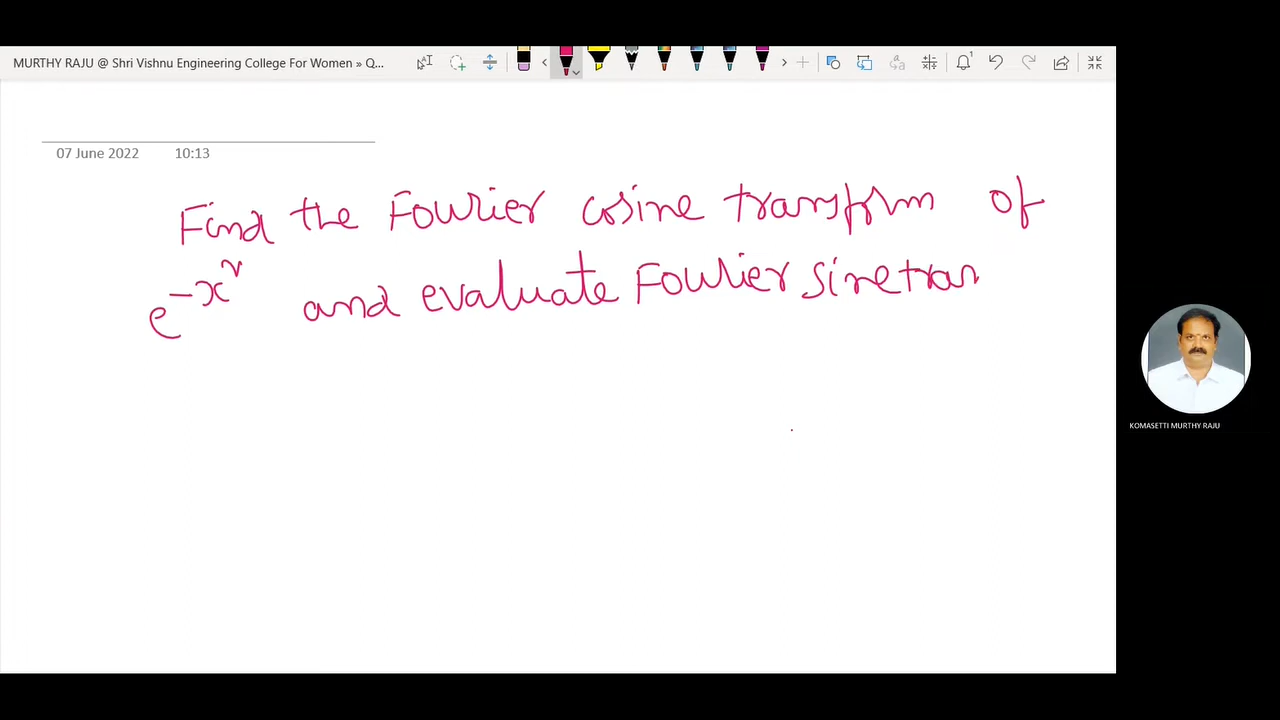 MURTHY RAJU @ Shri Vishnu Engineering College For Women » Q...
07 June 2022 10:13
Find the Fourier cosine transform of
e^-x^2 and evaluate Fourier sine tran
KOMASETTI MURTHY RAJU